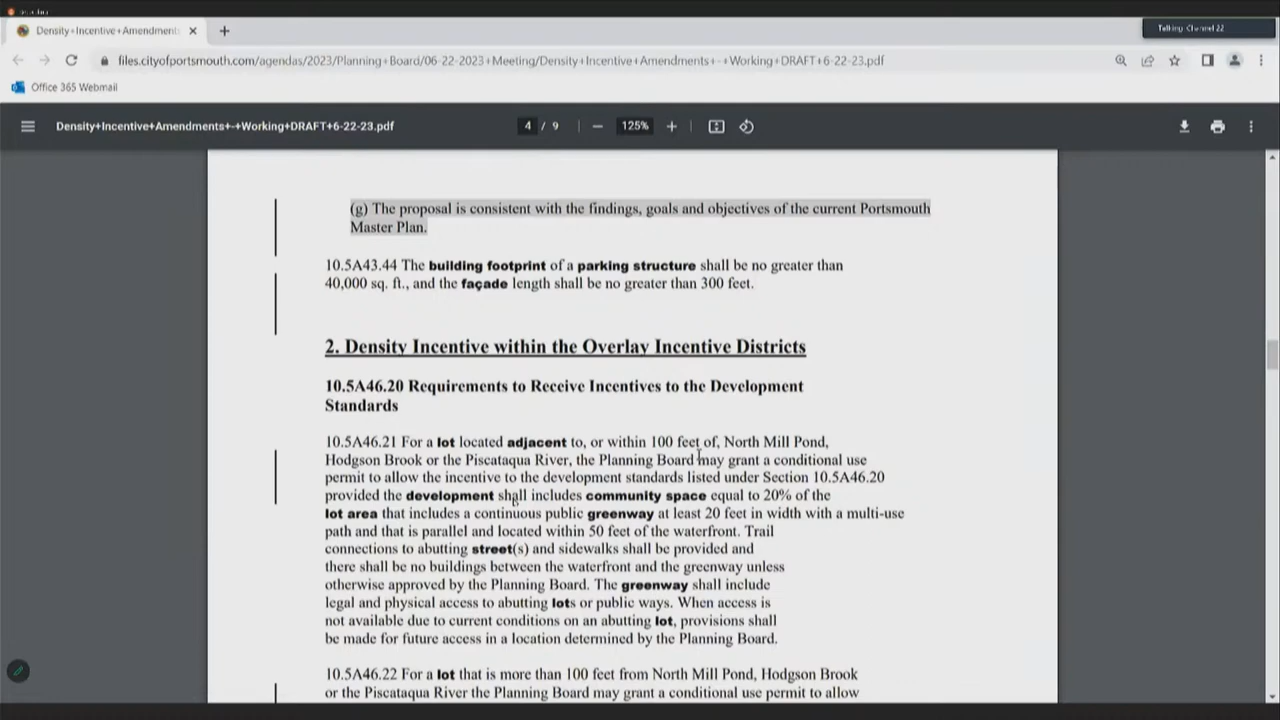 Density+Incentive+Amendment
Talking Channel 22
files.cityofportsmouth.com/agendas/2023/Planning+Board/06-22-2023+Meeting/Density+Incentive+Amendments+-+Working+DRAFT+6-22-23.pdf
Office 365 Webmail
Density+Incentive+Amendments+-+Working+DRAFT+6-22-23.pdf
4 / 9
125%
(g) The proposal is consistent with the findings, goals and objectives of the current Portsmouth
Master Plan.
10.5A43.44 The building footprint of a parking structure shall be no greater than
40,000 sq. ft., and the façade length shall be no greater than 300 feet.
2. Density Incentive within the Overlay Incentive Districts
10.5A46.20 Requirements to Receive Incentives to the Development
Standards
10.5A46.21 For a lot located adjacent to, or within 100 feet of, North Mill Pond,
Hodgson Brook or the Piscataqua River, the Planning Board may grant a conditional use
permit to allow the incentive to the development standards listed under Section 10.5A46.20
provided the development shall includes community space equal to 20% of the
lot area that includes a continuous public greenway at least 20 feet in width with a multi-use
path and that is parallel and located within 50 feet of the waterfront. Trail
connections to abutting street(s) and sidewalks shall be provided and
there shall be no buildings between the waterfront and the greenway unless
otherwise approved by the Planning Board. The greenway shall include
legal and physical access to abutting lots or public ways. When access is
not available due to current conditions on an abutting lot, provisions shall
be made for future access in a location determined by the Planning Board.
10.5A46.22 For a lot that is more than 100 feet from North Mill Pond, Hodgson Brook
or the Piscataqua River the Planning Board may grant a conditional use permit to allow